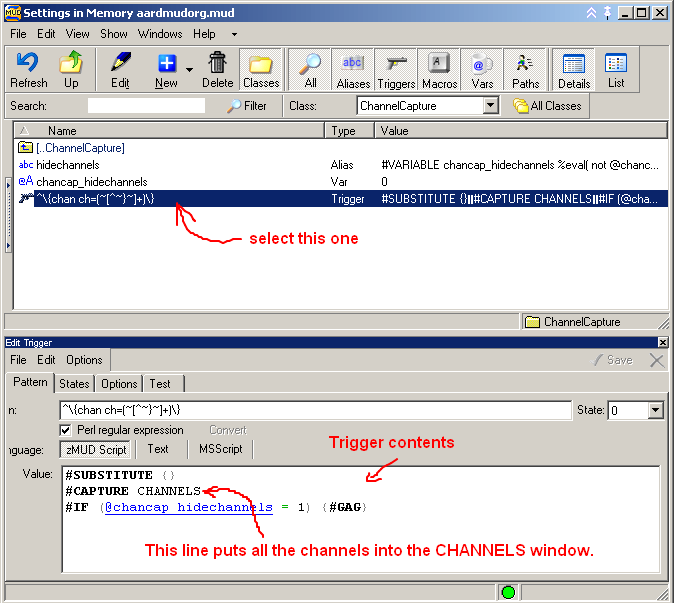 Settings in Memory aardmudorg.mud
File Edit View Show Windows Help
Refresh Up Edit New Delete Classes All Aliases Triggers Macros Vars Paths Details List
Search: Filter Class: ChannelCapture All Classes
Name Type Value
[..ChannelCapture]
abc hidechannels Alias #VARIABLE chancap_hidechannels %eval( not @chanc...
@A chancap_hidechannels Var 0
^\{chan ch=(~[^~}~]+)\} Trigger #SUBSTITUTE {}||#CAPTURE CHANNELS||#IF (@cha...
select this one
ChannelCapture
Edit Trigger
File Edit Options Save
Pattern States Options Test
n: ^\{chan ch=(~[^~}~]+)\} State: 0
Perl regular expression Convert
nguage: zMUD Script Text MSScript
Trigger contents
Value: #SUBSTITUTE {}
#CAPTURE CHANNELS
#IF (@chancap_hidechannels = 1) {#GAG}
This line puts all the channels into the CHANNELS window.